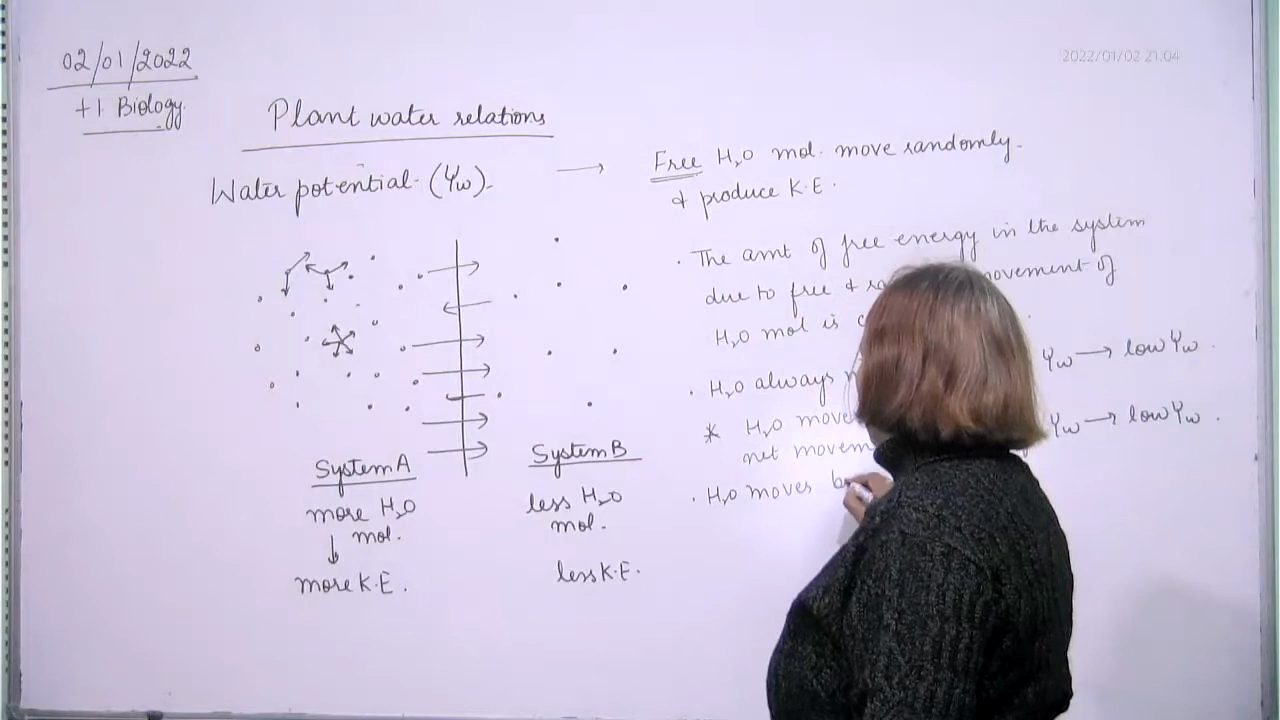 02/01/2022
+1 Biology
2022/01/02 21:04
Plant water relations
Water potential (Ψw) →
Free H2O mol. move randomly.
& produce K.E.
. The amt of free energy in the system
due to free & movement of
H2O mol is
. H2O always Ψw → low Ψw.
* H2O move Ψw → low Ψw.
net movem
. H2O moves
System A
more H2O
mol.
↓
more K.E.
System B
less H2O
mol.
less K.E.